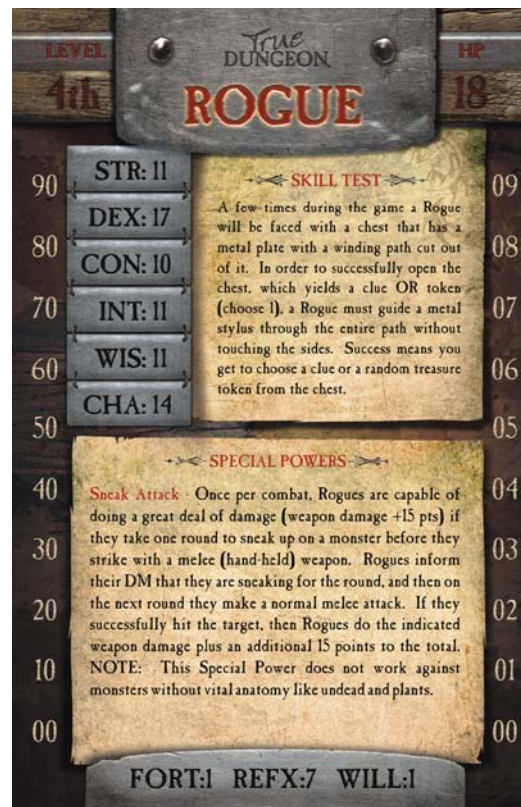 True
DUNGEON
LEVEL
HP
4th
ROGUE
18
STR: 11
DEX: 17
CON: 10
INT: 11
WIS: 11
CHA: 14
SKILL TEST
A few times during the game a Rogue
will be faced with a chest that has a
metal plate with a winding path cut out
of it. In order to successfully open the
chest, which yields a clue OR token
(choose 1), a Rogue must guide a metal
stylus through the entire path without
touching the sides. Success means you
get to choose a clue or a random treasure
token from the chest.
SPECIAL POWERS
Sneak Attack · Once per combat, Rogues are capable of
doing a great deal of damage (weapon damage +15 pts) if
they take one round to sneak up on a monster before they
strike with a melee (hand-held) weapon. Rogues inform
their DM that they are sneaking for the round, and then on
the next round they make a normal melee attack. If they
successfully hit the target, then Rogues do the indicated
weapon damage plus an additional 15 points to the total.
NOTE: This Special Power does not work against
monsters without vital anatomy like undead and plants.
90
80
70
60
50
40
30
20
10
00
09
08
07
06
05
04
03
02
01
00
FORT:1 REFX:7 WILL:1